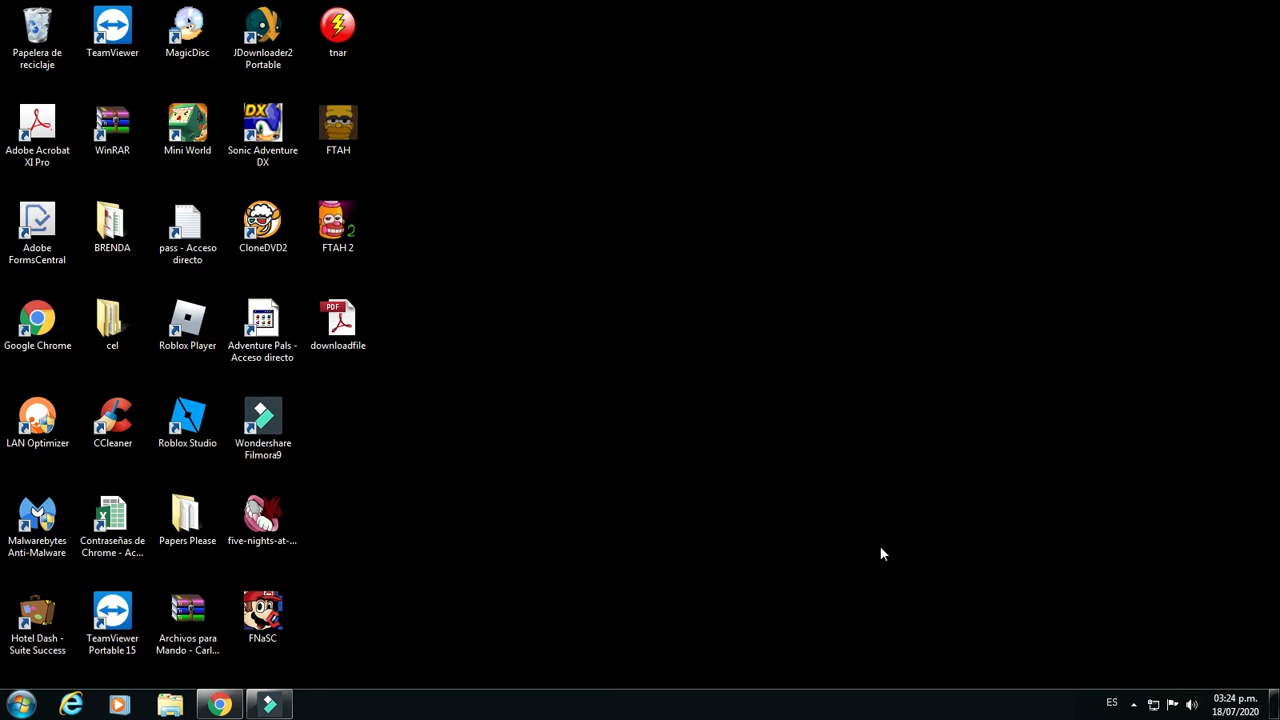 Papelera de
reciclaje
TeamViewer
MagicDisc
JDownloader2
Portable
tnar
Adobe Acrobat
XI Pro
WinRAR
Mini World
DX
Sonic Adventure
DX
FTAH
Adobe
FormsCentral
BRENDA
pass - Acceso
directo
CloneDVD2
2
FTAH 2
Google Chrome
cel
Roblox Player
Adventure Pals -
Acceso directo
PDF
downloadfile
LAN Optimizer
CCleaner
Roblox Studio
Wondershare
Filmora9
Malwarebytes
Anti-Malware
Contraseñas de
Chrome - Ac...
Papers Please
five-nights-at-...
Hotel Dash -
Suite Success
TeamViewer
Portable 15
Archivos para
Mando - Carl...
FNaSC
ES
03:24 p.m.
18/07/2020